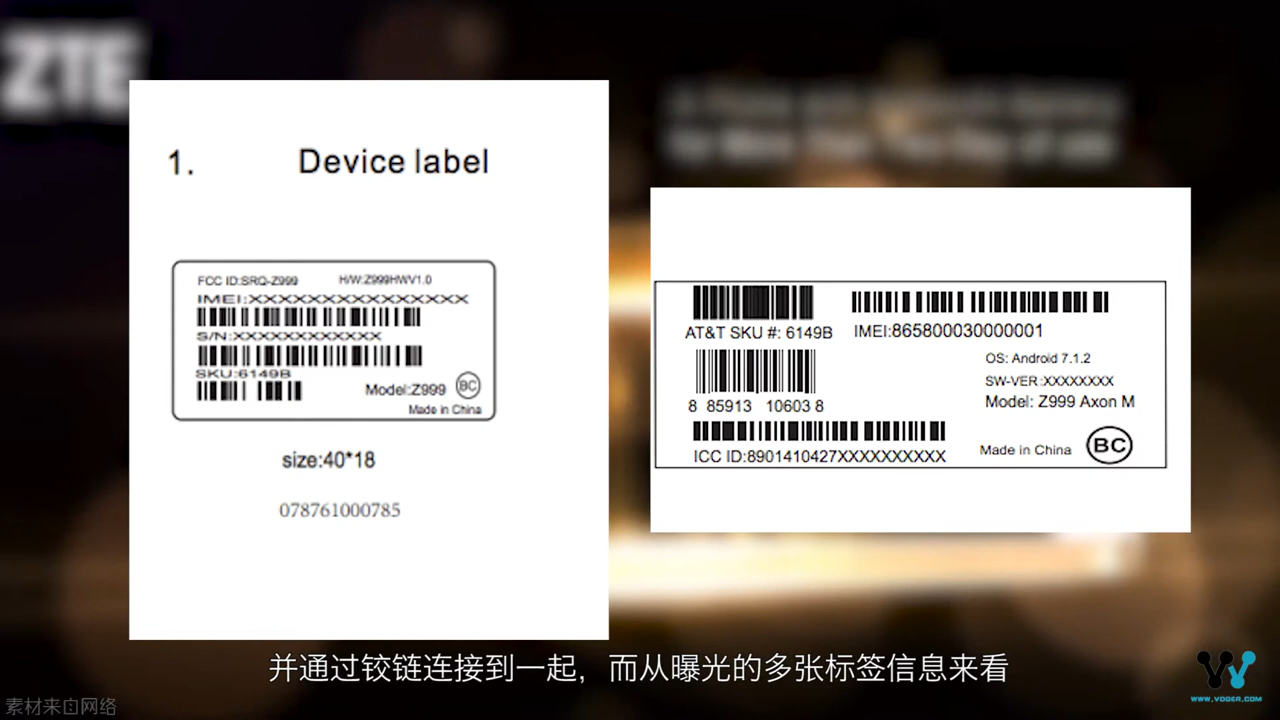 ZTE
1. Device label
FCC ID:SRQ-Z999 H/W:Z999HWV1.0
IMEI:XXXXXXXXXXXXXXX
S/N:XXXXXXXXXXXX
SKU:6149B
Model:Z999 BC
Made in China
size:40*18
078761000785
AT&T SKU #: 6149B
IMEI:865800030000001
8 85913 10603 8
OS: Android 7.1.2
SW-VER:XXXXXXXX
Model: Z999 Axon M
ICC ID:8901410427XXXXXXXXXX
Made in China BC
并通过铰链连接到一起，而从曝光的多张标签信息来看
素材来自网络
WWW.VDGER.COM